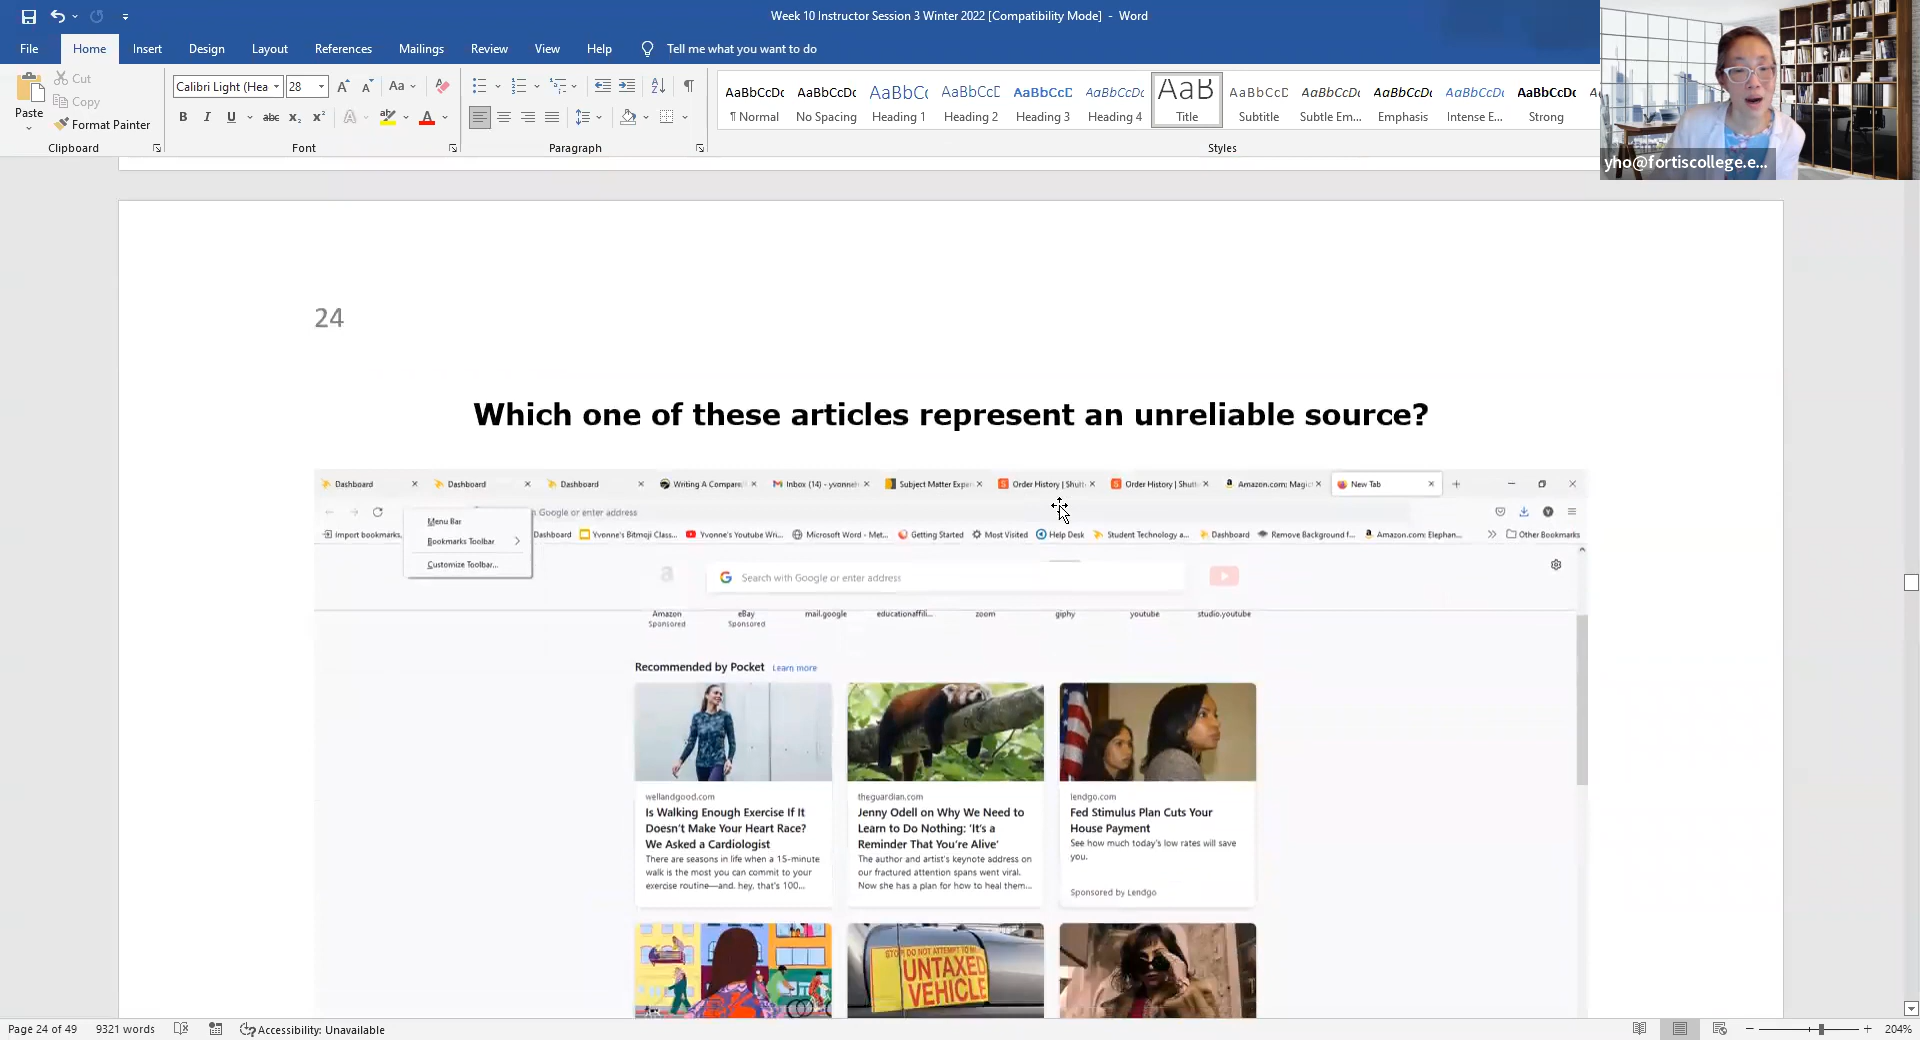 Week 10 Instructor Session 3 Winter 2022 [Compatibility Mode] - Word
File Home Insert Design Layout References Mailings Review View Help Tell me what you want to do
Cut
Copy
Paste
Format Painter
Clipboard
Calibri Light (Hea 28
Font
Paragraph
AaBbCcDc AaBbCcDc AaBbC( AaBbCcD AaBbCcD AaBbCcDc AaB AaBbCcD AaBbCcDc AaBbCcDc AaBbCcDc AaBbCcDc
¶ Normal No Spacing Heading 1 Heading 2 Heading 3 Heading 4 Title Subtitle Subtle Em... Emphasis Intense E... Strong
Styles
yho@fortiscollege.e...
24
Which one of these articles represent an unreliable source?
Dashboard Dashboard Dashboard Writing A Compare Inbox (14) - yvonneh Subject Matter Exper Order History | Shutt Order History | Shutt Amazon.com: Magic New Tab
Google or enter address
Menu Bar
Bookmarks Toolbar
Customize Toolbar...
Import bookmarks. Dashboard Yvonne's Bitmoji Class... Yvonne's Youtube Wri... Microsoft Word - Met... Getting Started Most Visited Help Desk Student Technology a... Dashboard Remove Background f... Amazon.com: Elephan... Other Bookmarks
Search with Google or enter address
Amazon eBay mail.google educationaffili... zoom giphy youtube studio.youtube
Sponsored Sponsored
Recommended by Pocket Learn more
wellandgood.com
Is Walking Enough Exercise If It
Doesn't Make Your Heart Race?
We Asked a Cardiologist
There are seasons in life when a 15-minute
walk is the most you can commit to your
exercise routine—and, hey, that's 100...
theguardian.com
Jenny Odell on Why We Need to
Learn to Do Nothing: 'It's a
Reminder That You're Alive'
The author and artist's keynote address on
our fractured attention spans went viral.
Now she has a plan for how to heal them...
lendgo.com
Fed Stimulus Plan Cuts Your
House Payment
See how much today's low rates will save
you.
Sponsored by Lendgo
STOP DO NOT ATTEMPT TO
UNTAXED
VEHICLE
Page 24 of 49 9321 words Accessibility: Unavailable 204%